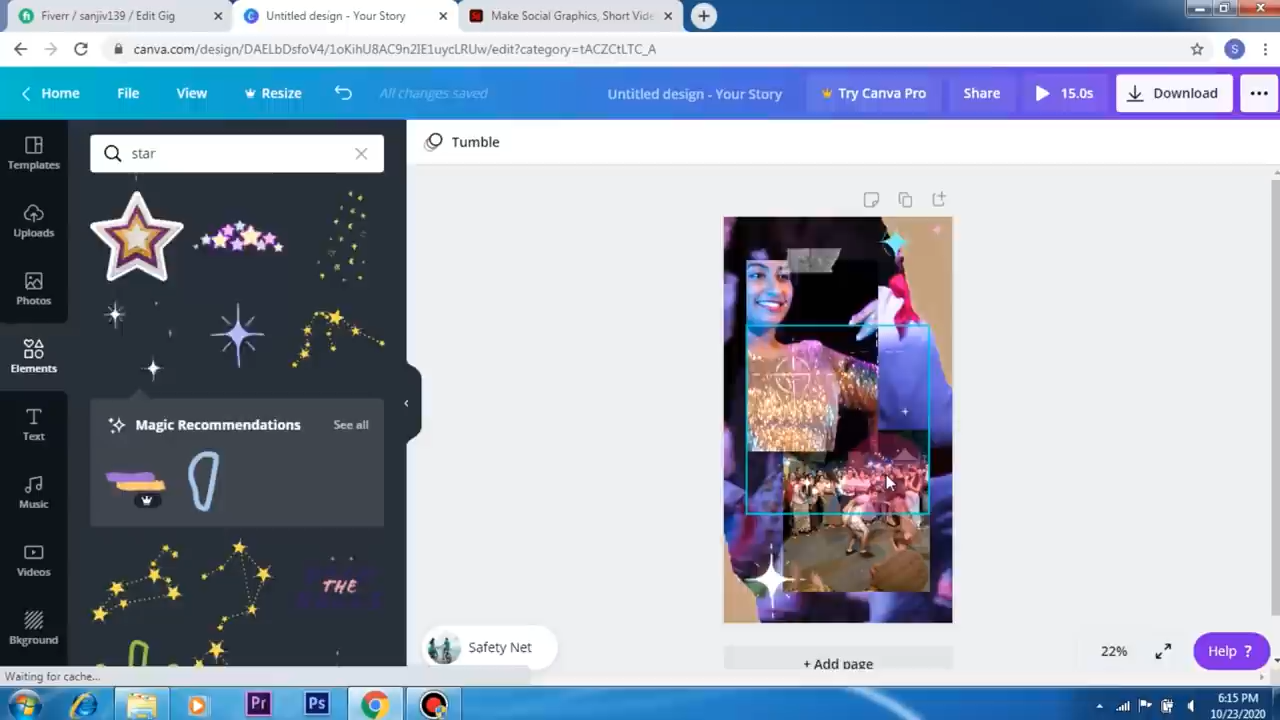 Fiverr / sanjiv139 / Edit Gig
Untitled design - Your Story
Make Social Graphics, Short Vide
canva.com/design/DAELbDsfoV4/1oKihU8AC9n2IE1uycLRUw/edit?category=tACZCtLTC_A
S
Home
File
View
Resize
All changes saved
Untitled design - Your Story
Try Canva Pro
Share
15.0s
Download
Templates
Uploads
Photos
Elements
Text
Music
Videos
Bkground
star
Tumble
Magic Recommendations
See all
THE
Safety Net
+ Add page
22%
Help ?
Waiting for cache...
Pr
Ps
6:15 PM
10/23/2020